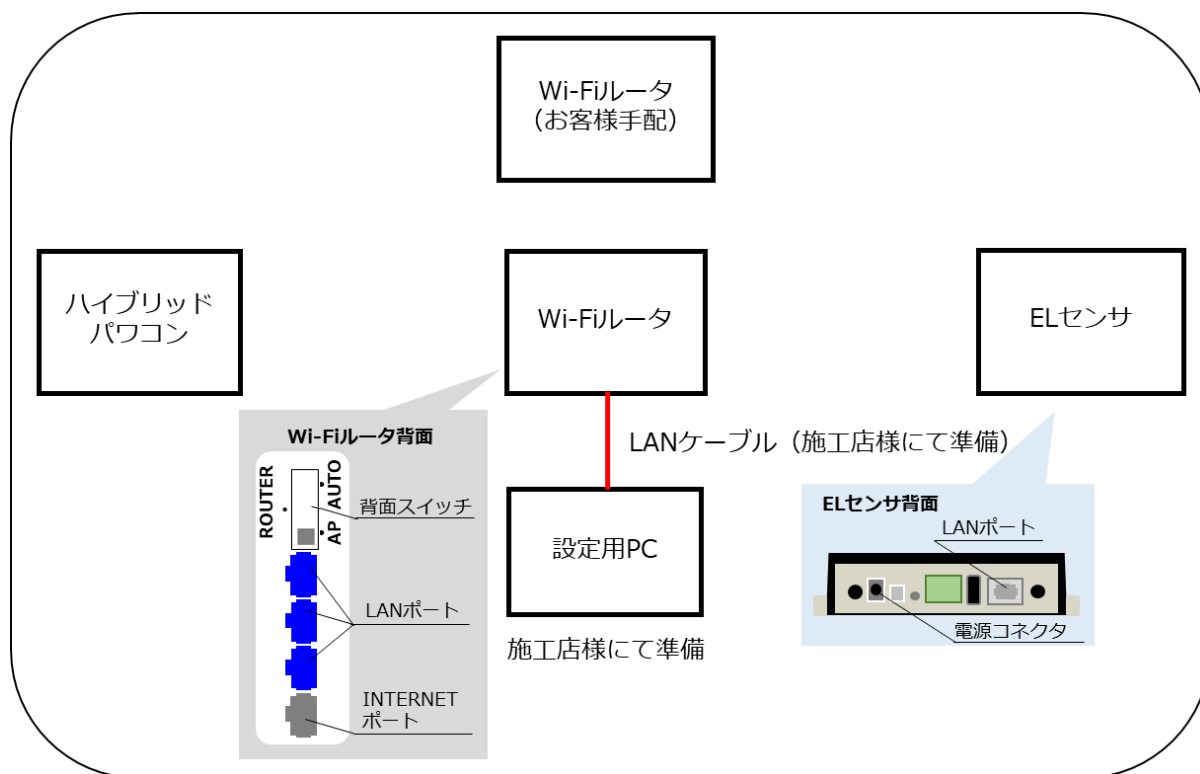 Wi-Fiルータ
（お客様手配）
ハイブリッド
パワコン
Wi-Fiルータ
ELセンサ
LANケーブル（施工店様にて準備）
Wi-Fiルータ背面
ROUTER
AUTO
AP
背面スイッチ
LANポート
INTERNET
ポート
設定用PC
施工店様にて準備
ELセンサ背面
LANポート
電源コネクタ